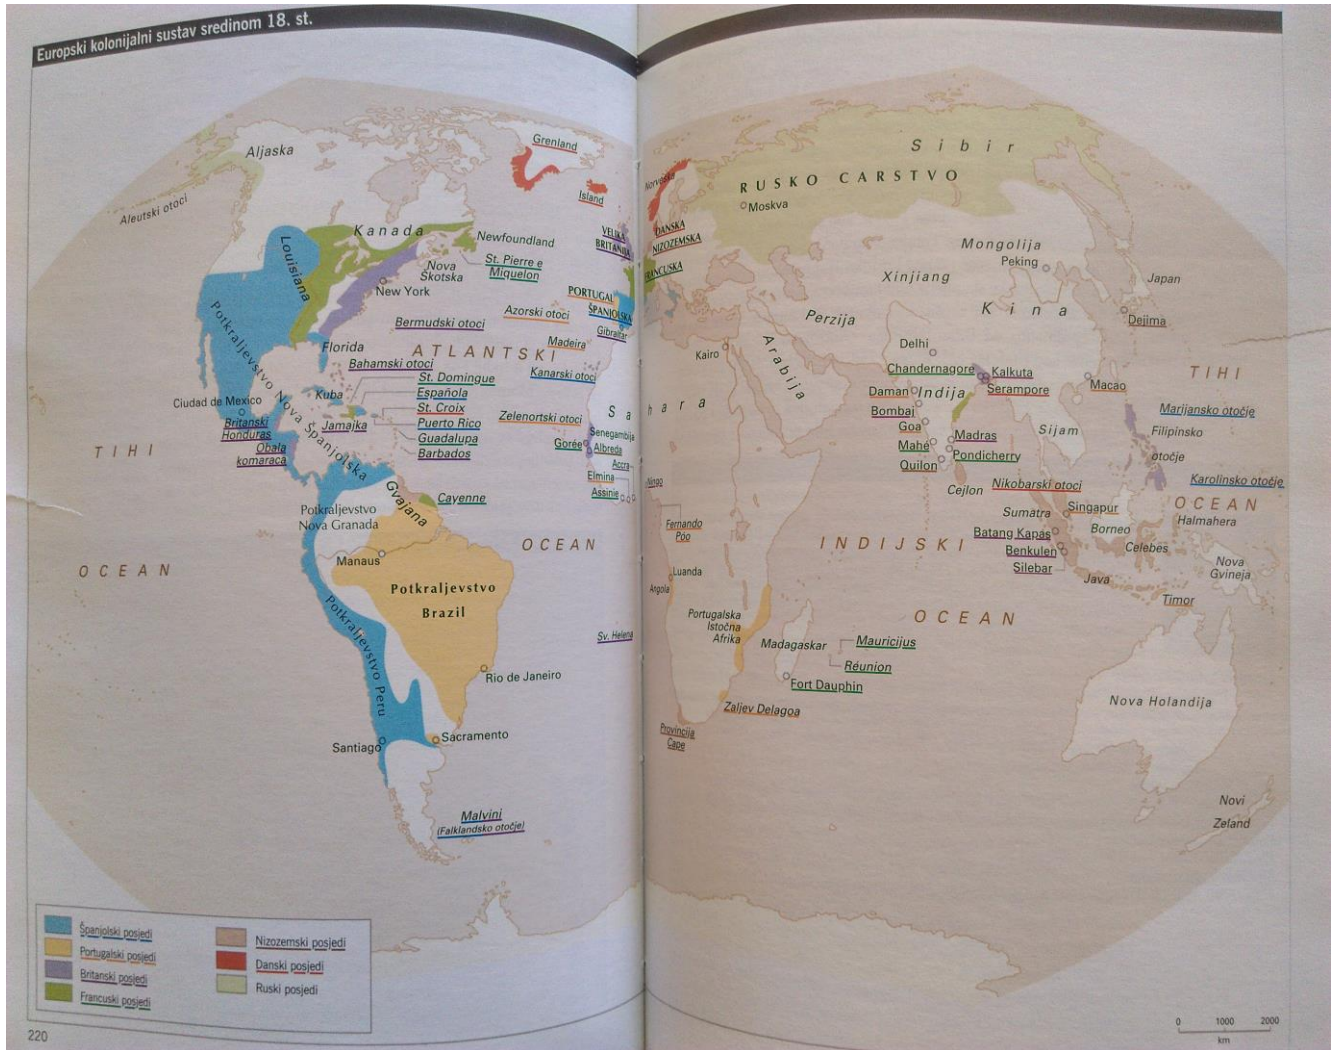 Europski kolonijalni sustav sredinom 18. st.
Grenland
Aljaska
Island
Aleutski otoci
Kanada
Newfoundland
Louisiana
Nova
Škotska
St. Pierre e
Miquelon
New York
VELIKA
BRITANIJA
PORTUGAL
ŠPANJOLSKA
Azorski otoci
Gibraltar
Bermudski otoci
Madeira
Florida
ATLANTSKI
Bahamski otoci
Kanarski otoci
St. Domingue
Kuba
Española
Ciudad de Mexico
St. Croix
Zelenortski otoci
Sahara
Britanski
Honduras
Jamajka
Puerto Rico
Senegambija
Potkraljevstvo Nova Španjolska
Guadalupa
Gorée
Albreda
Obala
komaraca
Barbados
Accra
TIHI
Elmina
Assinie
Gvajana
Cayenne
Potkraljevstvo
Nova Granada
OCEAN
Manaus
OCEAN
Potkraljevstvo
Brazil
Potkraljevstvo Peru
Sv. Helena
Rio de Janeiro
Santiago
Sacramento
Malvini
(Falklandsko otočje)
Španjolski posjedi
Portugalski posjedi
Britanski posjedi
Francuski posjedi
Nizozemski posjedi
Danski posjedi
Ruski posjedi
220
Sibir
Norveška
RUSKO CARSTVO
Moskva
DANSKA
NIZOZEMSKA
FRANCUSKA
Mongolija
Peking
Xinjiang
Japan
Kina
Perzija
Dejima
Delhi
Kairo
Arabija
Chandernagore
Kalkuta
TIHI
Daman
Indija
Serampore
Macao
Bombaj
Marijansko otočje
Goa
Sijam
Filipinsko
otočje
Mahé
Madras
Pondicherry
Quilon
Ningo
Nikobarski otoci
Karolinsko otočje
Cejlon
OCEAN
Sumatra
Singapur
Halmahera
Fernando
Póo
Borneo
Batang Kapas
INDIJSKI
Benkulen
Celebes
Nova
Gvineja
Silebar
Luanda
Java
Angola
Timor
Portugalska
Istočna
Afrika
OCEAN
Madagaskar
Mauricijus
Réunion
Fort Dauphin
Nova Holandija
Zaljev Delagoa
Provincija
Cape
Novi
Zeland
0 1000 2000
km